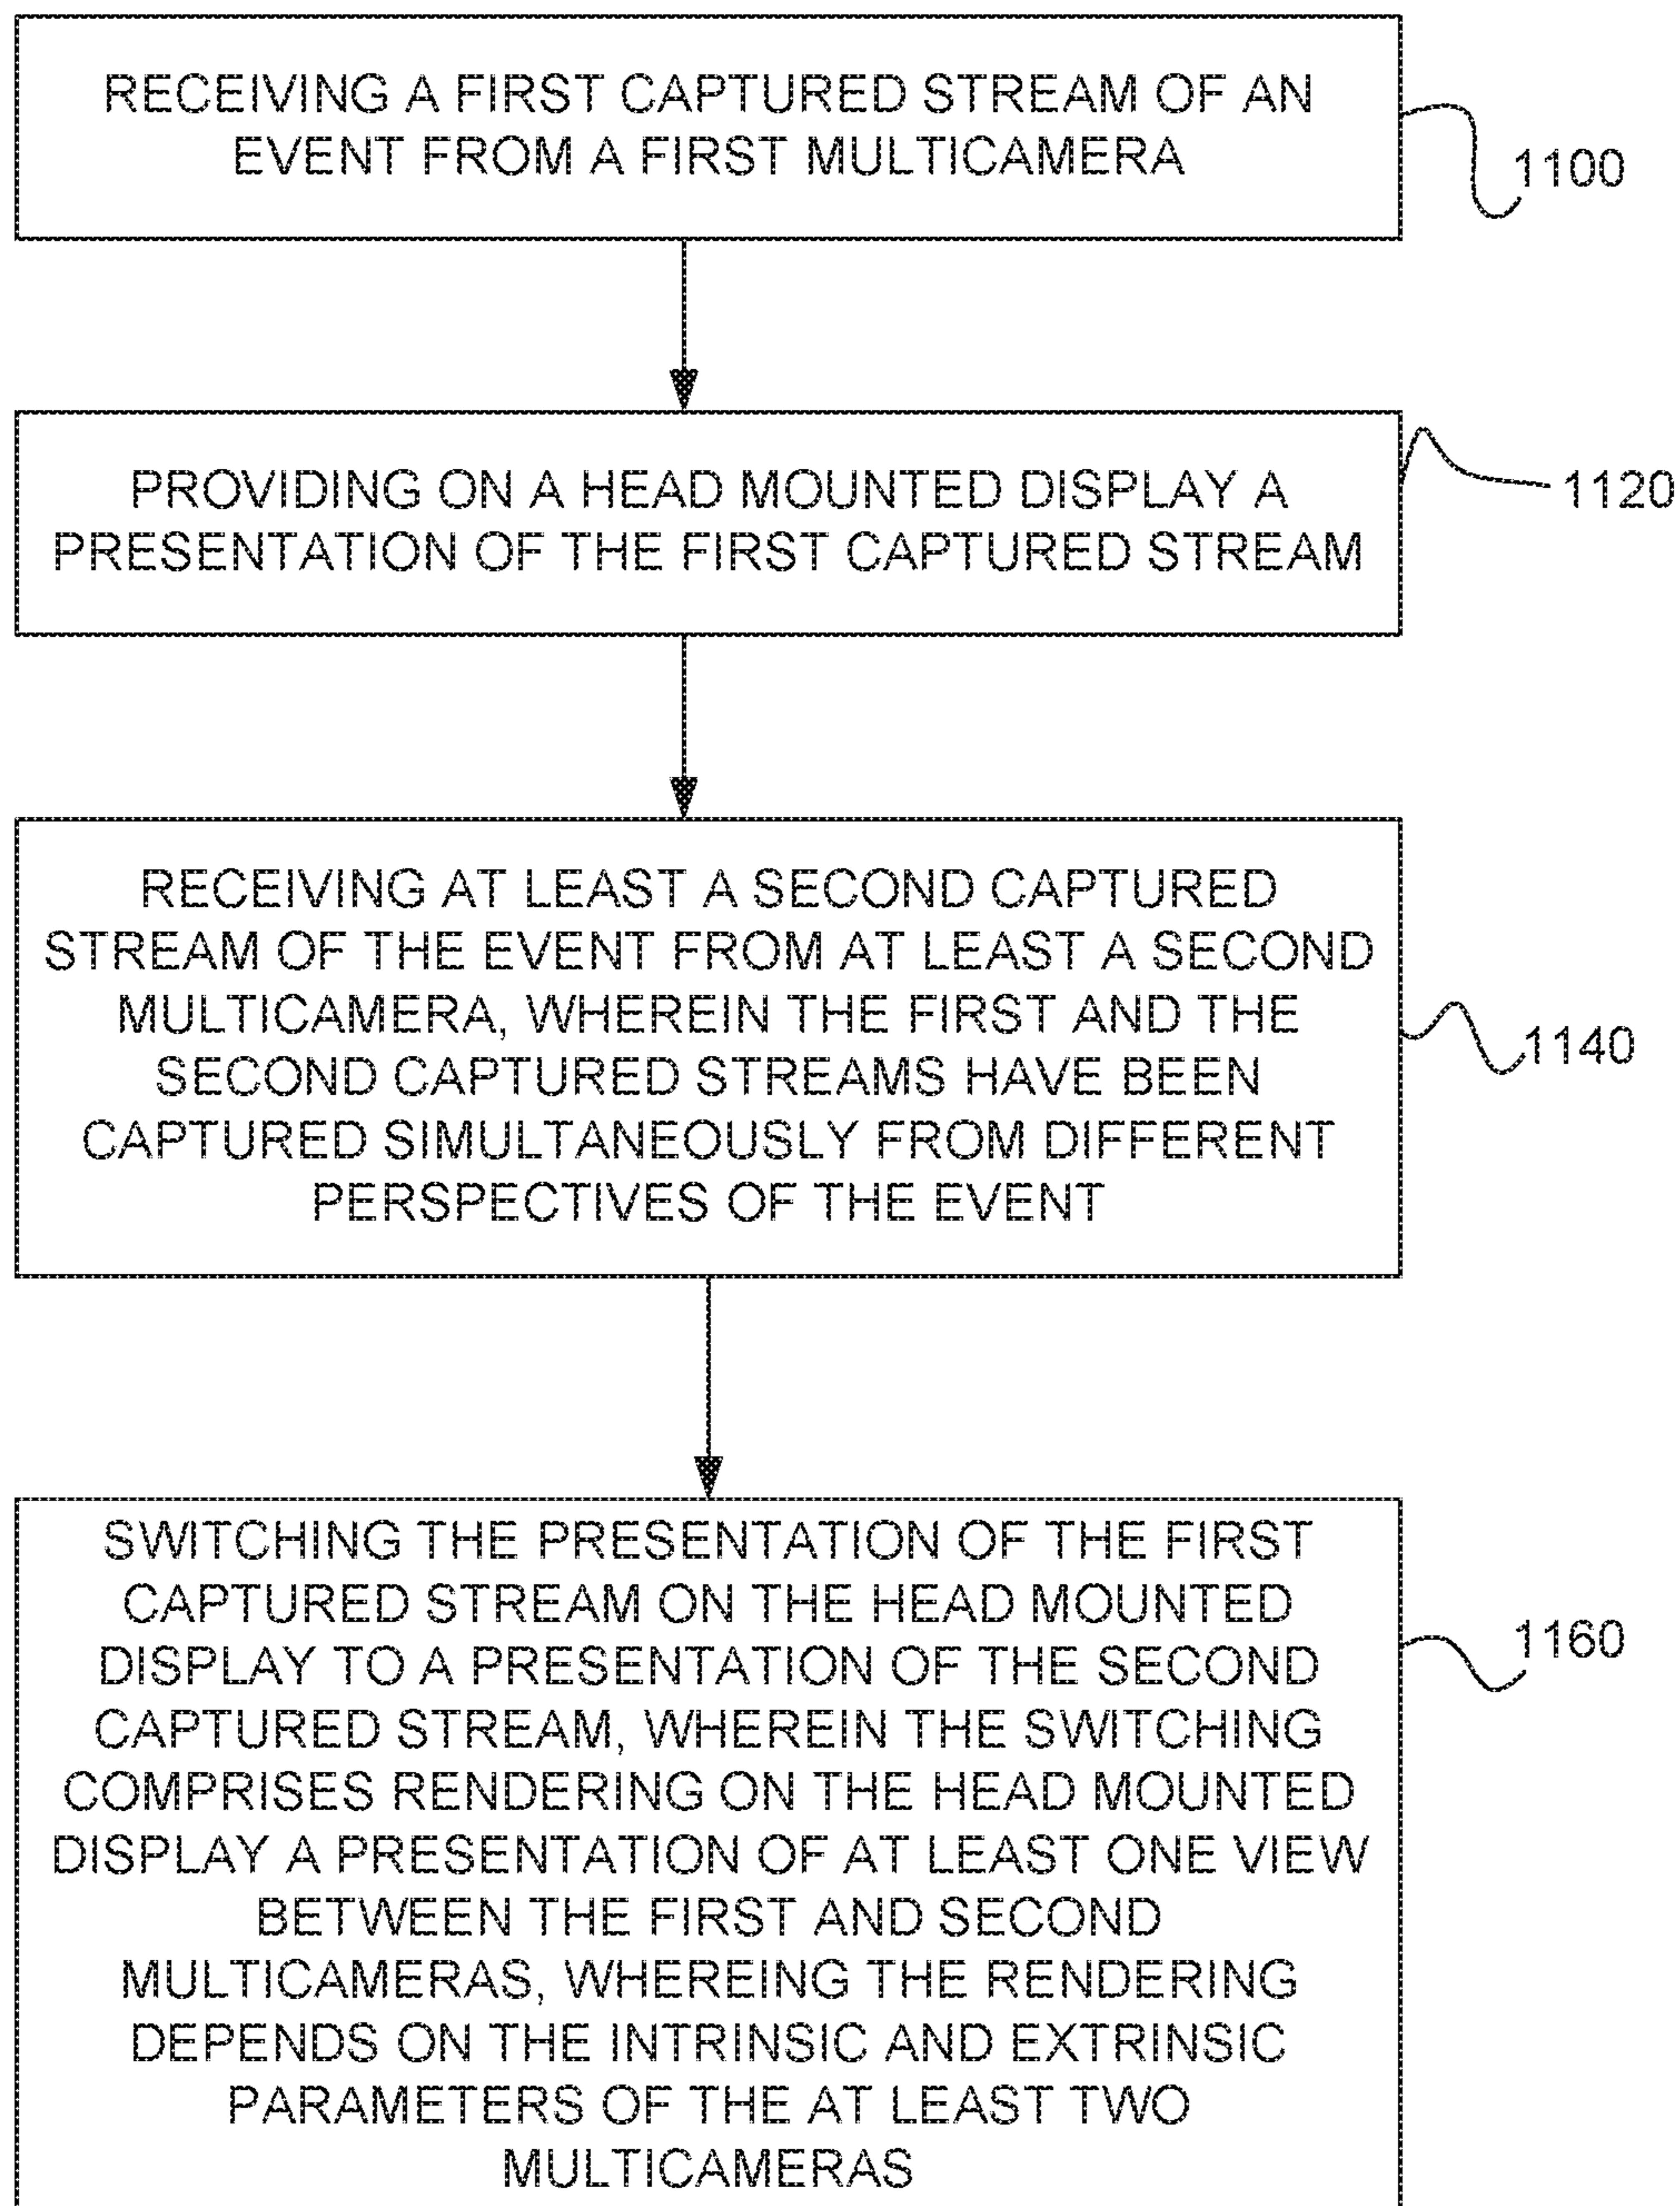 RECEIVING A FIRST CAPTURED STREAM OF AN
EVENT FROM A FIRST MULTICAMERA
1100
PROVIDING ON A HEAD MOUNTED DISPLAY A
PRESENTATION OF THE FIRST CAPTURED STREAM
1120
RECEIVING AT LEAST A SECOND CAPTURED
STREAM OF THE EVENT FROM AT LEAST A SECOND
MULTICAMERA, WHEREIN THE FIRST AND THE
SECOND CAPTURED STREAMS HAVE BEEN
CAPTURED SIMULTANEOUSLY FROM DIFFERENT
PERSPECTIVES OF THE EVENT
1140
SWITCHING THE PRESENTATION OF THE FIRST
CAPTURED STREAM ON THE HEAD MOUNTED
DISPLAY TO A PRESENTATION OF THE SECOND
CAPTURED STREAM, WHEREIN THE SWITCHING
COMPRISES RENDERING ON THE HEAD MOUNTED
DISPLAY A PRESENTATION OF AT LEAST ONE VIEW
BETWEEN THE FIRST AND SECOND
MULTICAMERAS, WHEREING THE RENDERING
DEPENDS ON THE INTRINSIC AND EXTRINSIC
PARAMETERS OF THE AT LEAST TWO
MULTICAMERAS
1160